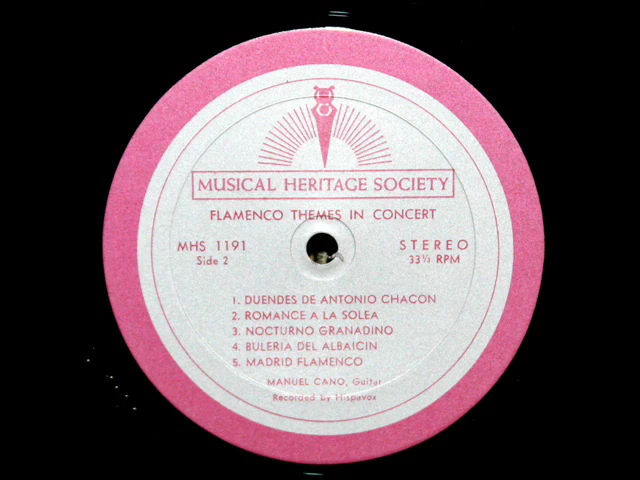 MUSICAL HERITAGE SOCIETY
FLAMENCO THEMES IN CONCERT
MHS 1191 STEREO
Side 2 33⅓ RPM
1. DUENDES DE ANTONIO CHACON
2. ROMANCE A LA SOLEA
3. NOCTURNO GRANADINO
4. BULERIA DEL ALBAICIN
5. MADRID FLAMENCO
MANUEL CANO, Guitar
Recorded by Hispavox